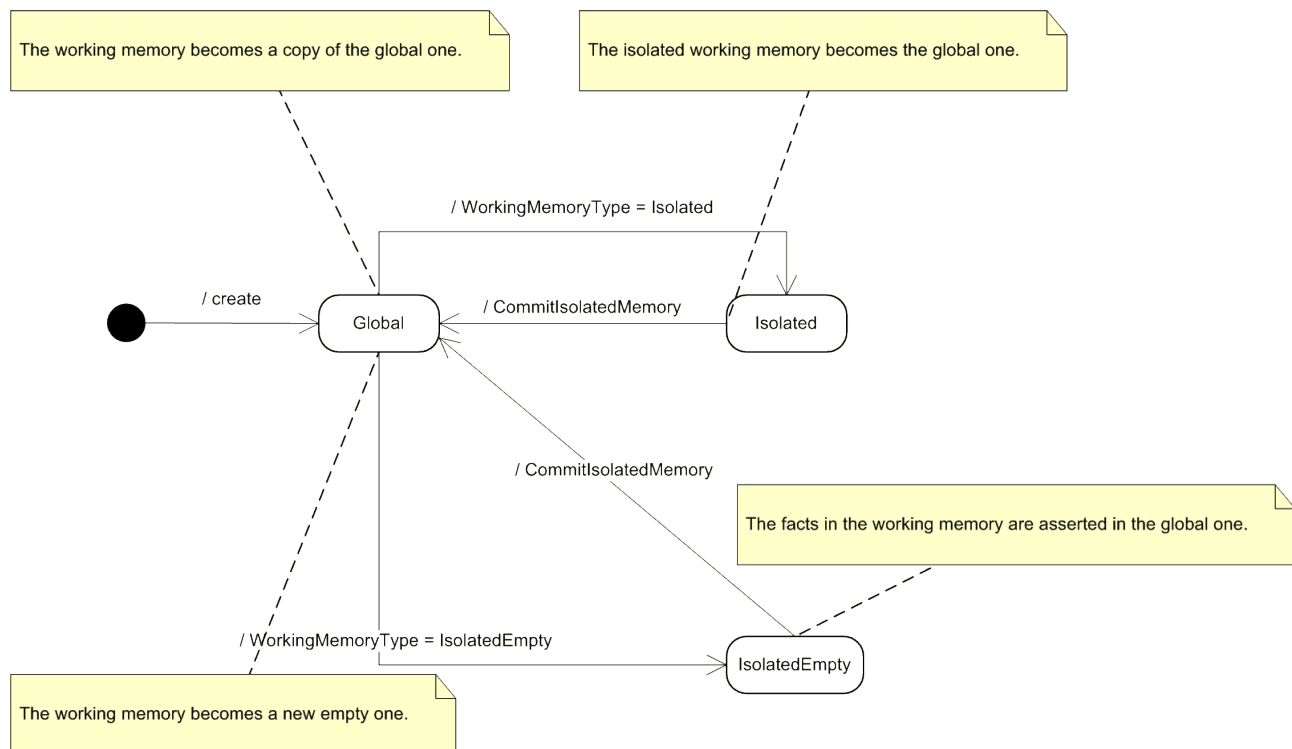 The working memory becomes a copy of the global one.
The isolated working memory becomes the global one.
/ WorkingMemoryType = Isolated
/ create
/ CommitIsolatedMemory
Global
Isolated
/ CommitIsolatedMemory
The facts in the working memory are asserted in the global one.
/ WorkingMemoryType = IsolatedEmpty
IsolatedEmpty
The working memory becomes a new empty one.